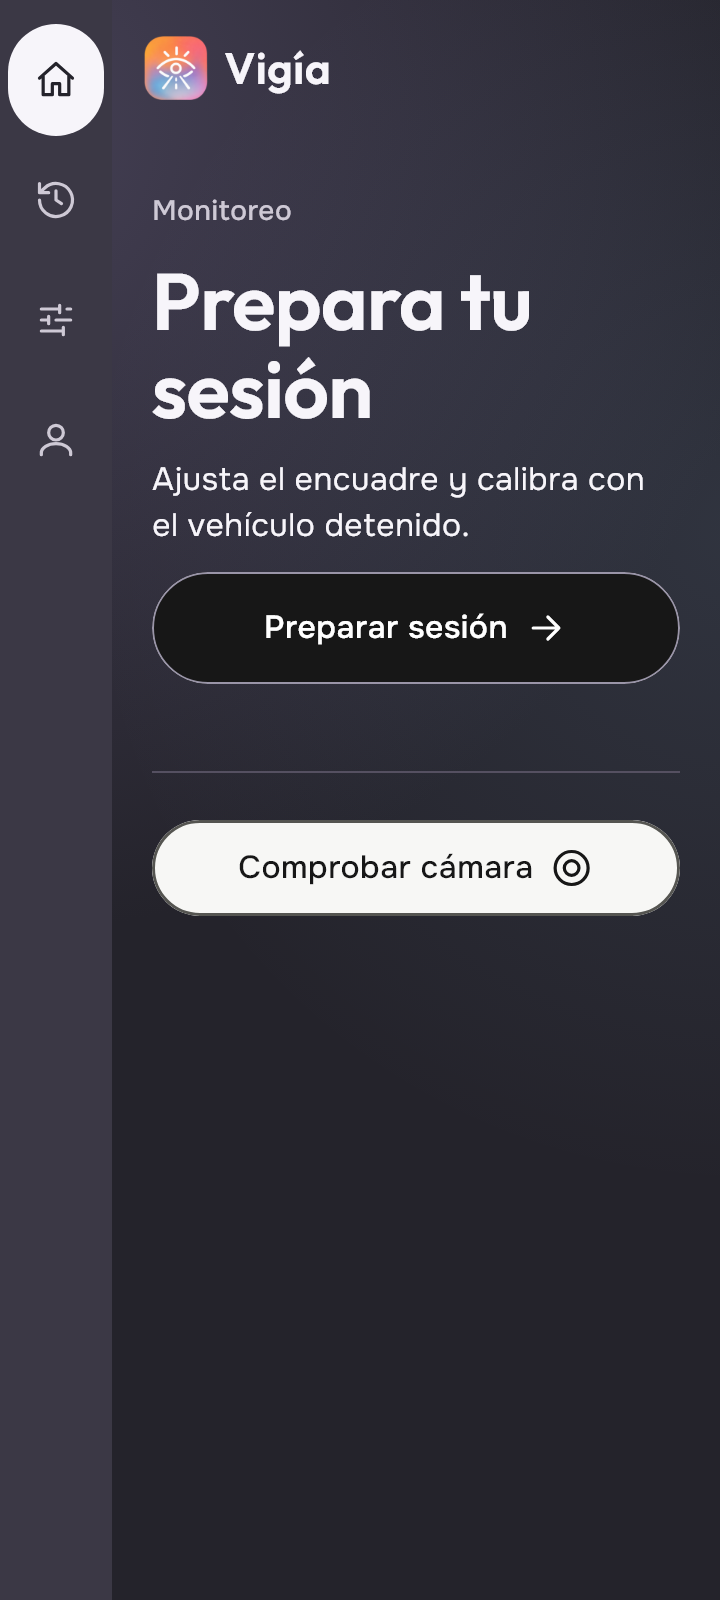 Vigía
Monitoreo
Prepara tu
sesión
Ajusta el encuadre y calibra con
el vehículo detenido.
Preparar sesión
Comprobar cámara